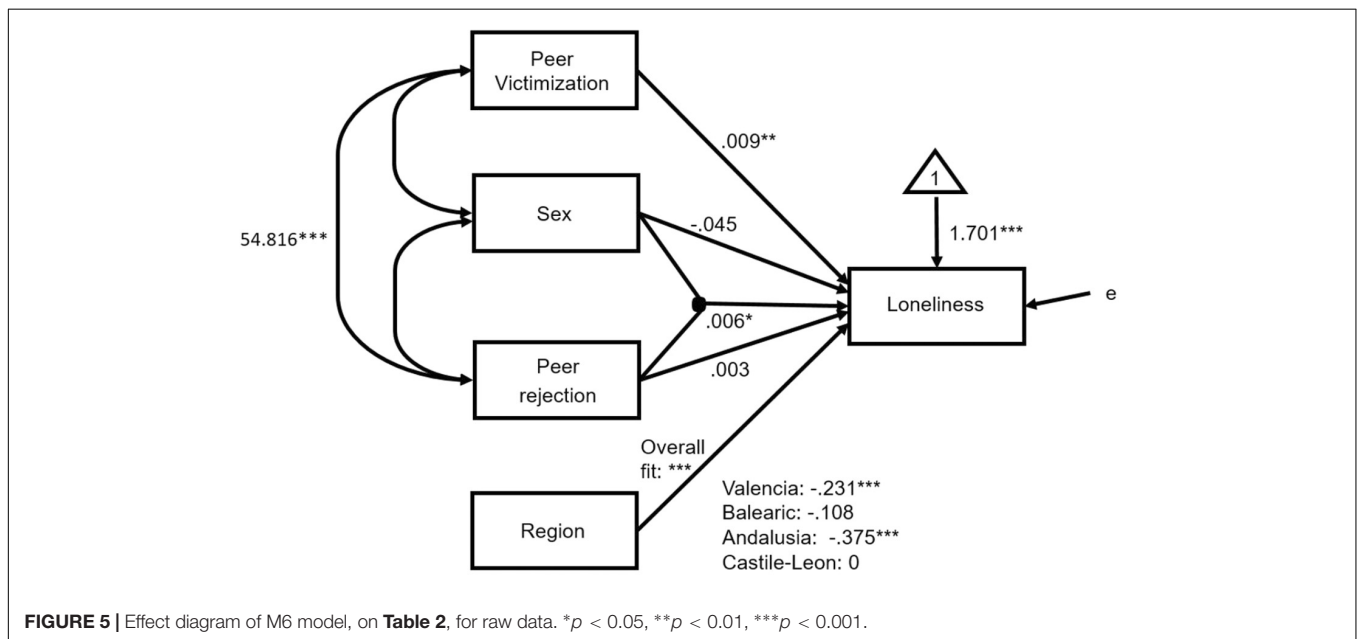 Peer
Victimization
.009**
1
Sex
-.045
54.816***
1.701***
Loneliness
e
.006*
Peer
rejection
.003
Overall
fit: ***
Region
Valencia: -.231***
Balearic: -.108
Andalusia: -.375***
Castile-Leon: 0
FIGURE 5 | Effect diagram of M6 model, on Table 2, for raw data. *p < 0.05, **p < 0.01, ***p < 0.001.